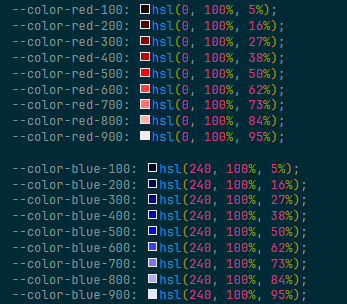 --color-red-100: hsl(0, 100%, 5%);
--color-red-200: hsl(0, 100%, 16%);
--color-red-300: hsl(0, 100%, 27%);
--color-red-400: hsl(0, 100%, 38%);
--color-red-500: hsl(0, 100%, 50%);
--color-red-600: hsl(0, 100%, 62%);
--color-red-700: hsl(0, 100%, 73%);
--color-red-800: hsl(0, 100%, 84%);
--color-red-900: hsl(0, 100%, 95%);
--color-blue-100: hsl(240, 100%, 5%);
--color-blue-200: hsl(240, 100%, 16%);
--color-blue-300: hsl(240, 100%, 27%);
--color-blue-400: hsl(240, 100%, 38%);
--color-blue-500: hsl(240, 100%, 50%);
--color-blue-600: hsl(240, 100%, 62%);
--color-blue-700: hsl(240, 100%, 73%);
--color-blue-800: hsl(240, 100%, 84%);
--color-blue-900: hsl(240, 100%, 95%);